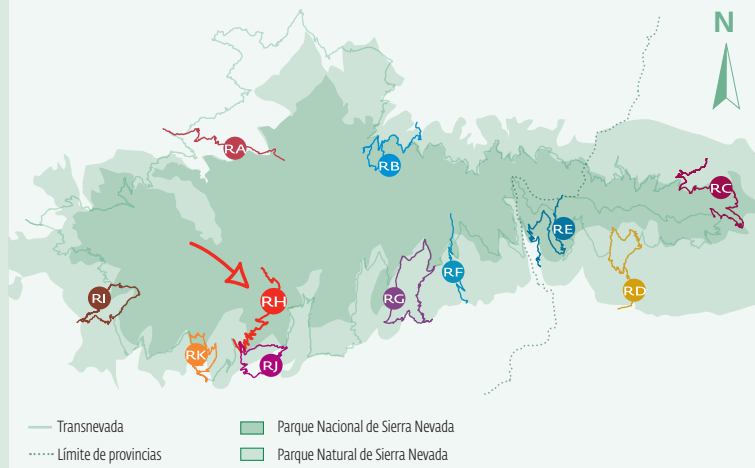 N
RA
RB
RC
RE
RF
RD
RG
RH
RI
RK
RJ
Transnevada
Parque Nacional de Sierra Nevada
Límite de provincias
Parque Natural de Sierra Nevada